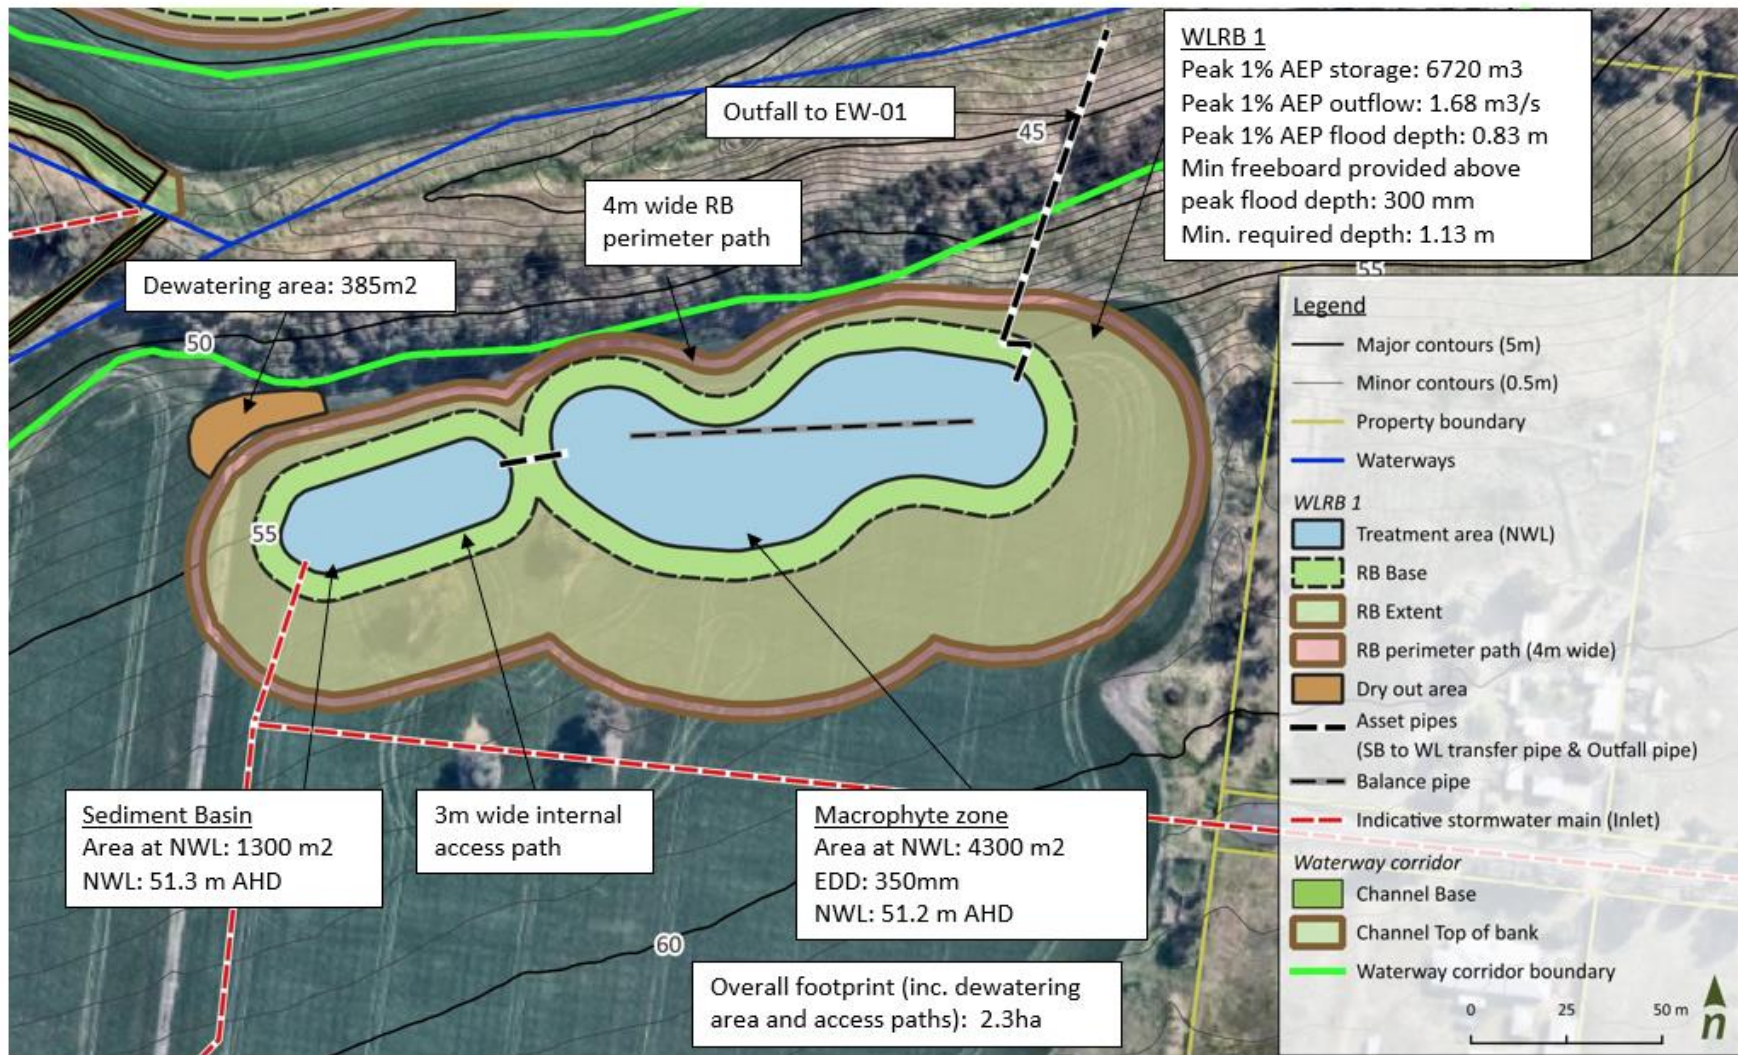 WLRB 1
Peak 1% AEP storage: 6720 m3
Peak 1% AEP outflow: 1.68 m3/s
Peak 1% AEP flood depth: 0.83 m
Min freeboard provided above
peak flood depth: 300 mm
Min. required depth: 1.13 m
Outfall to EW-01
45
4m wide RB
perimeter path
Dewatering area: 385m2
50
55
55
60
Sediment Basin
Area at NWL: 1300 m2
NWL: 51.3 m AHD
3m wide internal
access path
Macrophyte zone
Area at NWL: 4300 m2
EDD: 350mm
NWL: 51.2 m AHD
Overall footprint (inc. dewatering
area and access paths): 2.3ha
Legend
Major contours (5m)
Minor contours (0.5m)
Property boundary
Waterways
WLRB 1
Treatment area (NWL)
RB Base
RB Extent
RB perimeter path (4m wide)
Dry out area
Asset pipes
(SB to WL transfer pipe & Outfall pipe)
Balance pipe
Indicative stormwater main (Inlet)
Waterway corridor
Channel Base
Channel Top of bank
Waterway corridor boundary
0 25 50 m
n